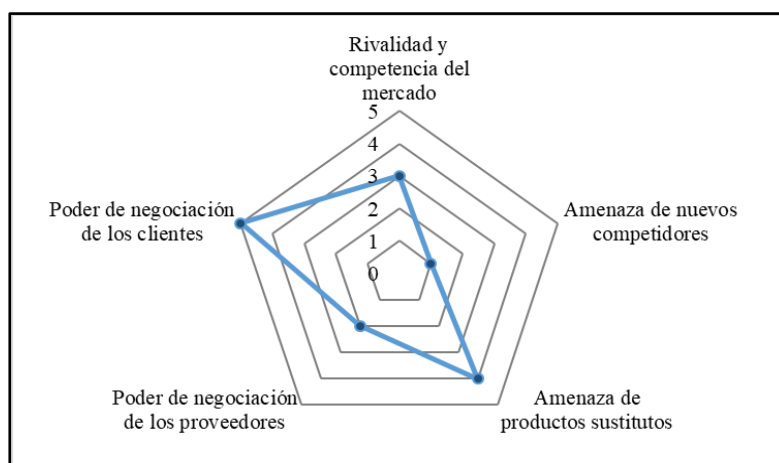 Rivalidad y
competencia del
mercado
5
4
3
2
1
0
Amenaza de nuevos
competidores
Amenaza de
productos sustitutos
Poder de negociación
de los proveedores
Poder de negociación
de los clientes